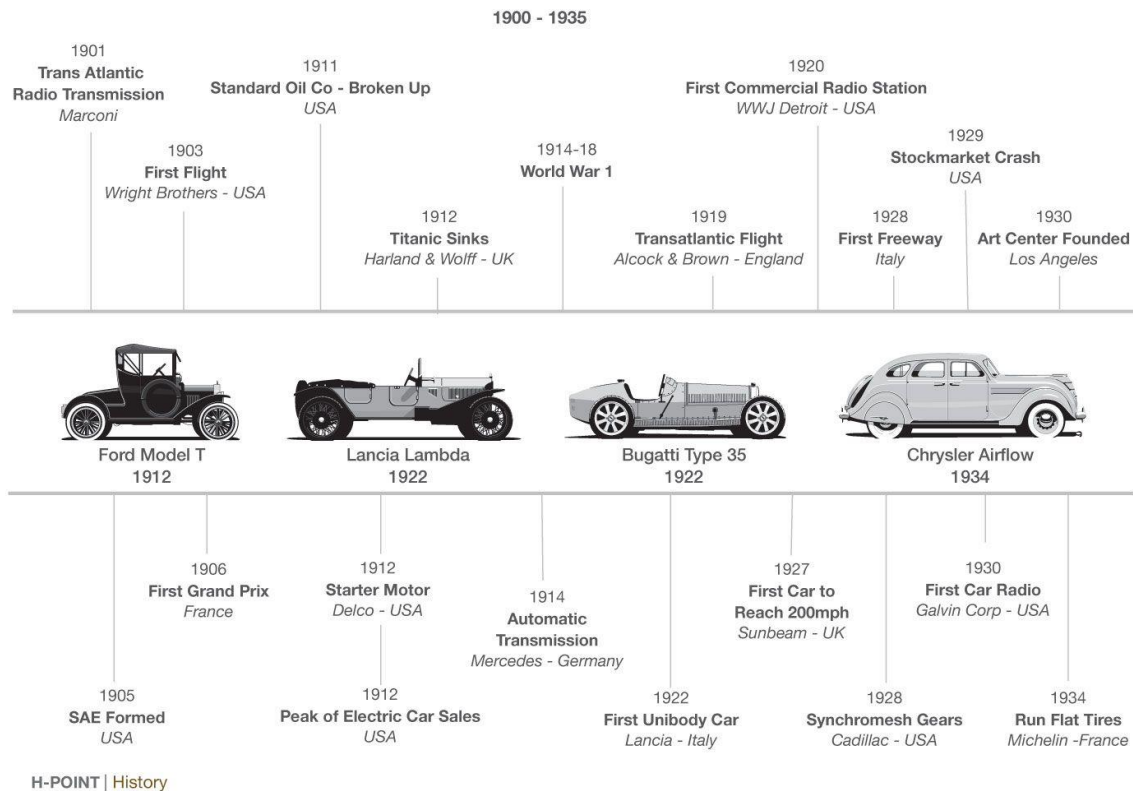 1900 - 1935
1901
Trans Atlantic
Radio Transmission
Marconi
1903
First Flight
Wright Brothers - USA
1911
Standard Oil Co - Broken Up
USA
1912
Titanic Sinks
Harland & Wolff - UK
1914-18
World War 1
1919
Transatlantic Flight
Alcock & Brown - England
1920
First Commercial Radio Station
WWJ Detroit - USA
1928
First Freeway
Italy
1929
Stockmarket Crash
USA
1930
Art Center Founded
Los Angeles
Ford Model T
1912
Lancia Lambda
1922
Bugatti Type 35
1922
Chrysler Airflow
1934
1905
SAE Formed
USA
1906
First Grand Prix
France
1912
Starter Motor
Delco - USA
1912
Peak of Electric Car Sales
USA
1914
Automatic
Transmission
Mercedes - Germany
1922
First Unibody Car
Lancia - Italy
1927
First Car to
Reach 200mph
Sunbeam - UK
1928
Synchromesh Gears
Cadillac - USA
1930
First Car Radio
Galvin Corp - USA
1934
Run Flat Tires
Michelin -France
H-POINT | History